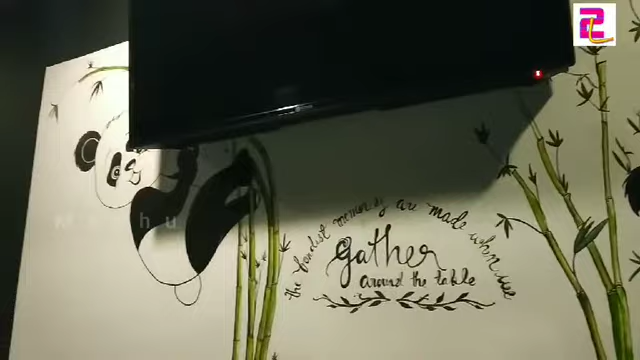 the fondest memories are made when we
gather
around the table